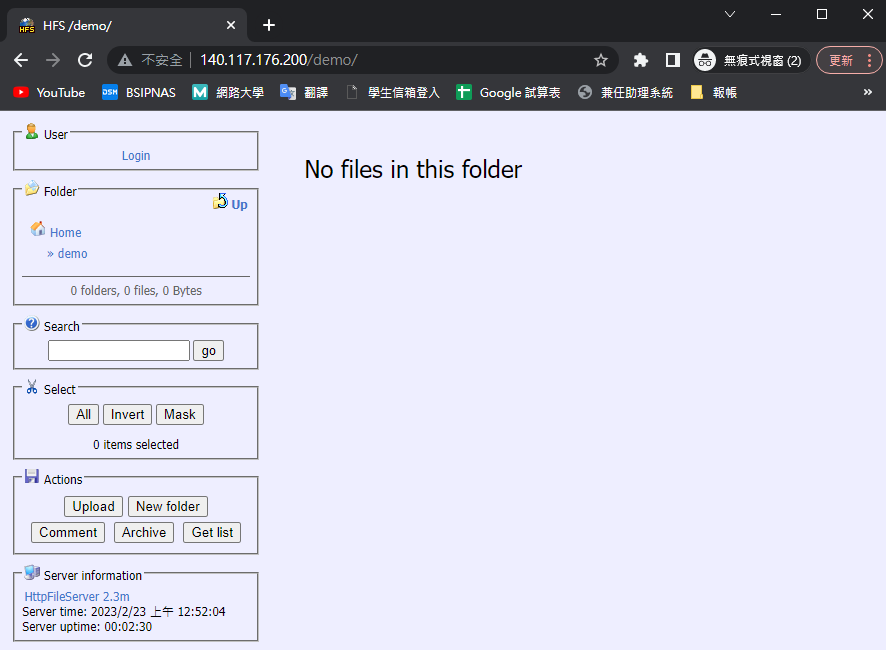 HFS /demo/
不安全 140.117.176.200/demo/ 無痕式視窗 (2) 更新
YouTube DSM BSIPNAS M 網路大學 翻譯 學生信箱登入 Google 試算表 兼任助理系統 報帳 »
User
Login
No files in this folder
Folder
Up
Home
» demo
0 folders, 0 files, 0 Bytes
Search
go
Select
All Invert Mask
0 items selected
Actions
Upload New folder
Comment Archive Get list
Server information
HttpFileServer 2.3m
Server time: 2023/2/23 上午 12:52:04
Server uptime: 00:02:30